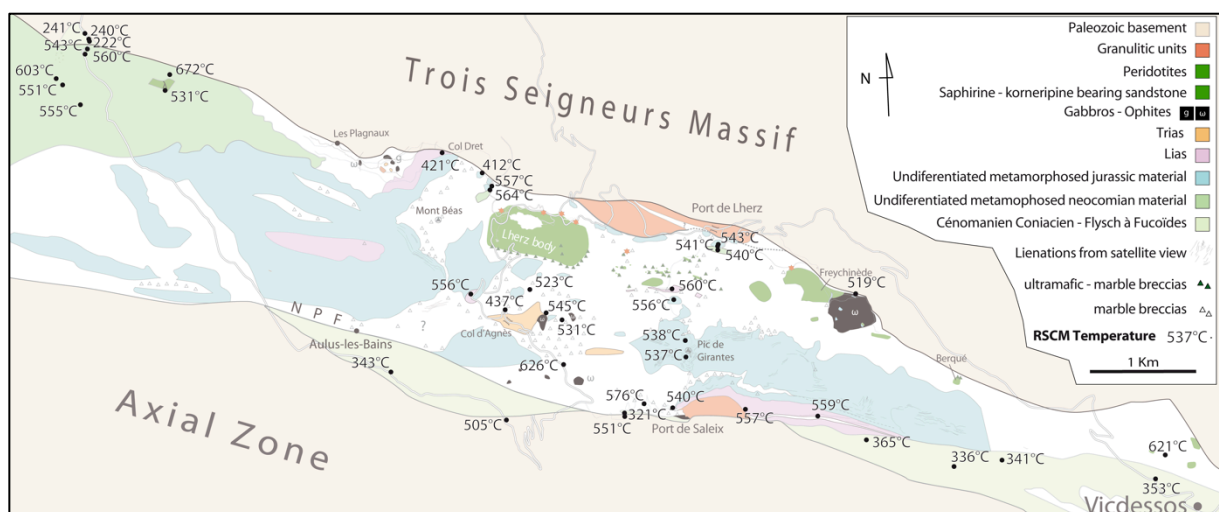 241°C
240°C
222°C
543°C
560°C
603°C
551°C
555°C
672°C
531°C
Trois Seigneurs Massif
Les Plagnaux
ω
g
Col Dret
421°C
412°C
557°C
564°C
Mont Béas
Lherz body
Port de Lherz
541°C
543°C
540°C
Freychinède
519°C
ω
556°C
523°C
437°C
545°C
531°C
ω
Col d'Agnès
560°C
556°C
538°C
537°C
Pic de
Girantes
NPF
?
Aulus-les-Bains
343°C
626°C
ω
Berqué
505°C
576°C
540°C
321°C
551°C
Port de Saleix
557°C
559°C
365°C
336°C
341°C
621°C
353°C
Vicdessos
Axial Zone
Paleozoic basement
Granulitic units
Peridotites
Saphirine - korneripine bearing sandstone
Gabbros - Ophites g ω
Trias
Lias
Undifferentiated metamorphosed jurassic material
Undifferentiated metamorphosed neocomian material
Cénomanien Coniacien - Flysch à Fucoïdes
Lienations from satellite view
ultramafic - marble breccias
marble breccias
RSCM Temperature 537°C
1 Km
N